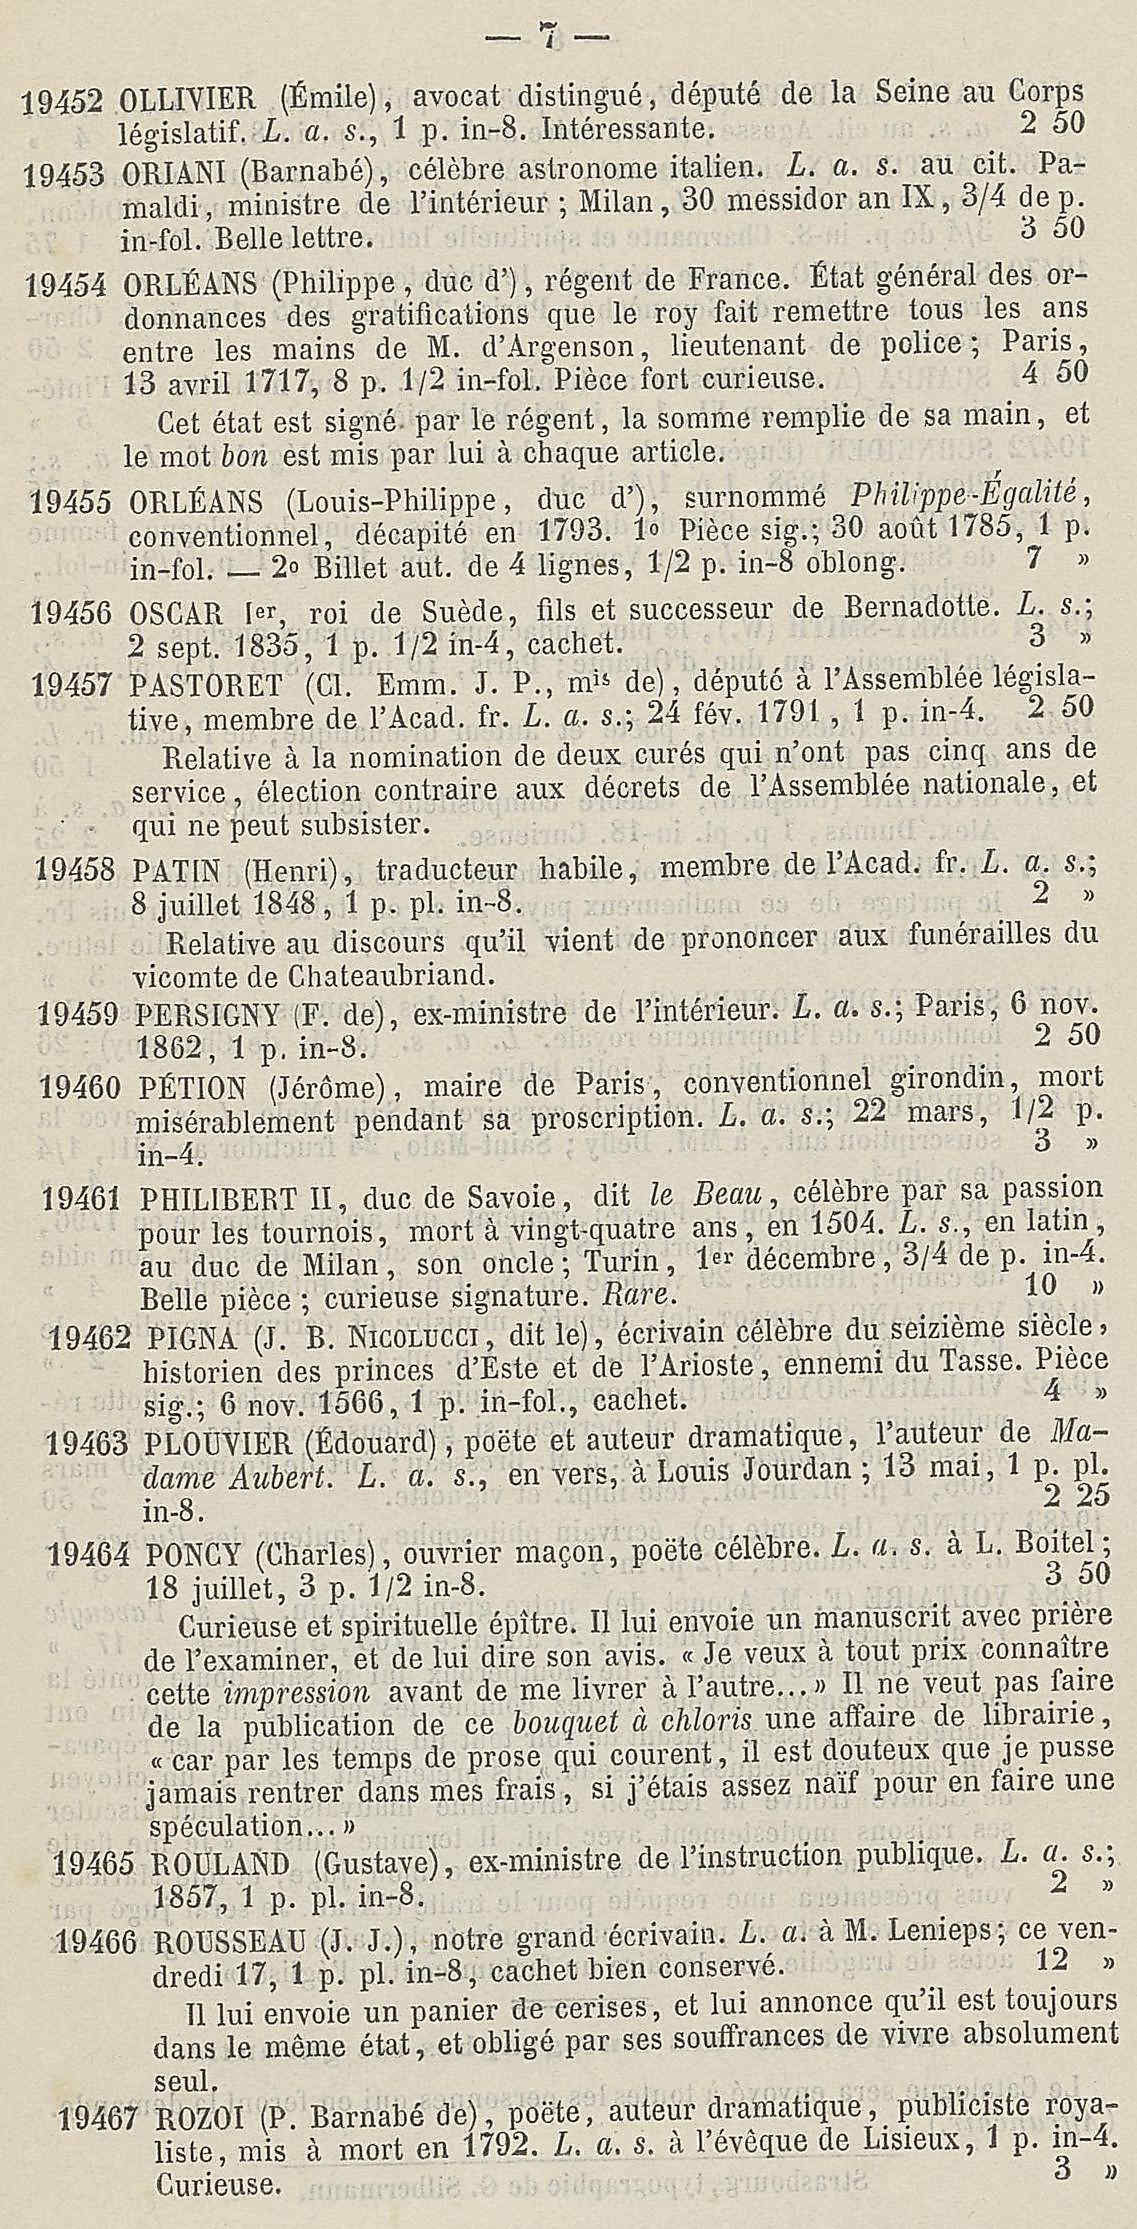 — 7 —
19452 OLLIVIER (Émile), avocat distingué, député de la Seine au Corps
législatif. L. a. s., 1 p. in-8. Intéressante. 2 50
19453 ORIANI (Barnabé), célèbre astronome italien. L. a. s. au cit. Pa-
maldi, ministre de l'intérieur ; Milan, 30 messidor an IX, 3/4 de p.
in-fol. Belle lettre. 3 50
19454 ORLÉANS (Philippe, duc d'), régent de France. État général des or-
donnances des gratifications que le roy fait remettre tous les ans
entre les mains de M. d'Argenson, lieutenant de police ; Paris,
13 avril 1717, 8 p. 1/2 in-fol. Pièce fort curieuse. 4 50
Cet état est signé par le régent, la somme remplie de sa main, et
le mot bon est mis par lui à chaque article.
19455 ORLÉANS (Louis-Philippe, duc d'), surnommé Philippe-Égalité,
conventionnel, décapité en 1793. 1o Pièce sig.; 30 août 1785, 1 p.
in-fol. — 2o Billet aut. de 4 lignes, 1/2 p. in-8 oblong. 7 »
19456 OSCAR Ier, roi de Suède, fils et successeur de Bernadotte. L. s.;
2 sept. 1835, 1 p. 1/2 in-4, cachet. 3 »
19457 PASTORET (Cl. Emm. J. P., mis de), député à l'Assemblée législa-
tive, membre de l'Acad. fr. L. a. s.; 24 fév. 1791, 1 p. in-4. 2 50
Relative à la nomination de deux curés qui n'ont pas cinq ans de
service, élection contraire aux décrets de l'Assemblée nationale, et
qui ne peut subsister.
19458 PATIN (Henri), traducteur habile, membre de l'Acad. fr. L. a. s.;
8 juillet 1848, 1 p. pl. in-8. 2 »
Relative au discours qu'il vient de prononcer aux funérailles du
vicomte de Chateaubriand.
19459 PERSIGNY (F. de), ex-ministre de l'intérieur. L. a. s.; Paris, 6 nov.
1862, 1 p. in-8. 2 50
19460 PÉTION (Jérôme), maire de Paris, conventionnel girondin, mort
misérablement pendant sa proscription. L. a. s.; 22 mars, 1/2 p.
in-4. 3 »
19461 PHILIBERT II, duc de Savoie, dit le Beau, célèbre par sa passion
pour les tournois, mort à vingt-quatre ans, en 1504. L. s., en latin,
au duc de Milan, son oncle ; Turin, 1er décembre, 3/4 de p. in-4.
Belle pièce ; curieuse signature. Rare. 10 »
19462 PIGNA (J. B. NICOLUCCI, dit le), écrivain célèbre du seizième siècle,
historien des princes d'Este et de l'Arioste, ennemi du Tasse. Pièce
sig.; 6 nov. 1566, 1 p. in-fol., cachet. 4 »
19463 PLOUVIER (Édouard), poëte et auteur dramatique, l'auteur de Ma-
dame Aubert. L. a. s., en vers, à Louis Jourdan ; 13 mai, 1 p. pl.
in-8. 2 25
19464 PONCY (Charles), ouvrier maçon, poëte célèbre. L. a. s. à L. Boitel ;
18 juillet, 3 p. 1/2 in-8. 3 50
Curieuse et spirituelle épître. Il lui envoie un manuscrit avec prière
de l'examiner, et de lui dire son avis. « Je veux à tout prix connaître
cette impression avant de me livrer à l'autre... » Il ne veut pas faire
de la publication de ce bouquet à chloris une affaire de librairie,
« car par les temps de prose qui courent, il est douteux que je pusse
jamais rentrer dans mes frais, si j'étais assez naïf pour en faire une
spéculation... »
19465 ROULAND (Gustave), ex-ministre de l'instruction publique. L. a. s.;
1857, 1 p. pl. in-8. 2 »
19466 ROUSSEAU (J. J.), notre grand écrivain. L. a. à M. Lenieps ; ce ven-
dredi 17, 1 p. pl. in-8, cachet bien conservé. 12 »
Il lui envoie un panier de cerises, et lui annonce qu'il est toujours
dans le même état, et obligé par ses souffrances de vivre absolument
seul.
19467 ROZOI (P. Barnabé de), poëte, auteur dramatique, publiciste roya-
liste, mis à mort en 1792. L. a. s. à l'évêque de Lisieux, 1 p. in-4.
Curieuse. 3 »